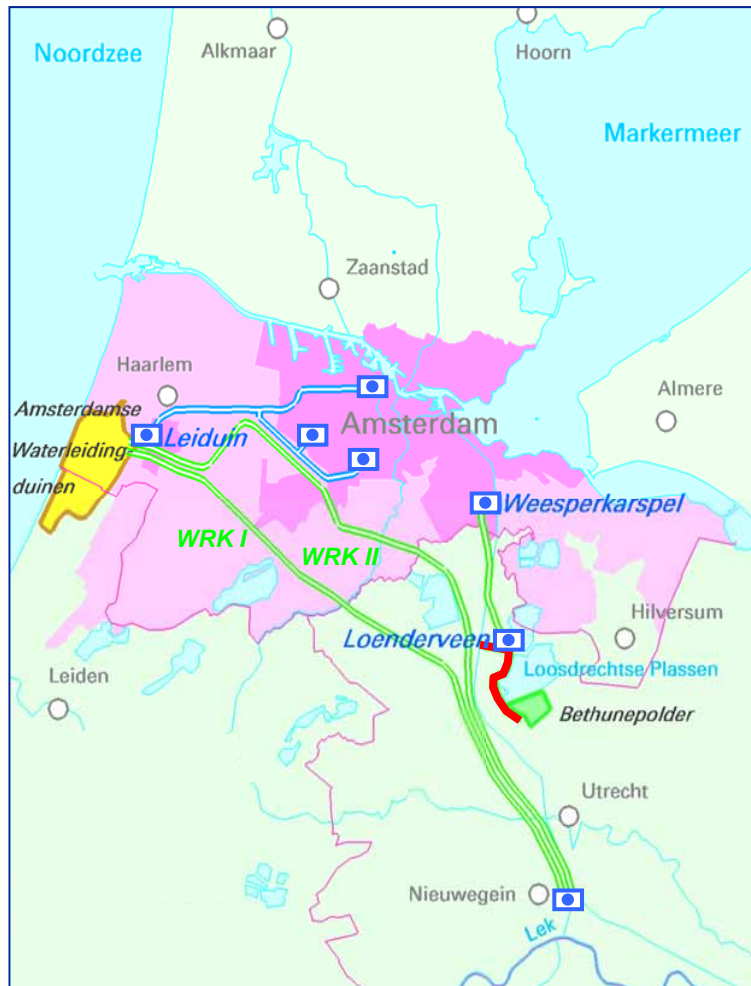 Noordzee
Alkmaar
Hoorn
Markermeer
Zaanstad
Haarlem
Almere
Amsterdamse
Waterleiding-
duinen
Leiduin
Amsterdam
Weesperkarspel
WRK I
WRK II
Hilversum
Loenderveen
Loosdrechtse Plassen
Leiden
Bethunepolder
Utrecht
Nieuwegein
Lek